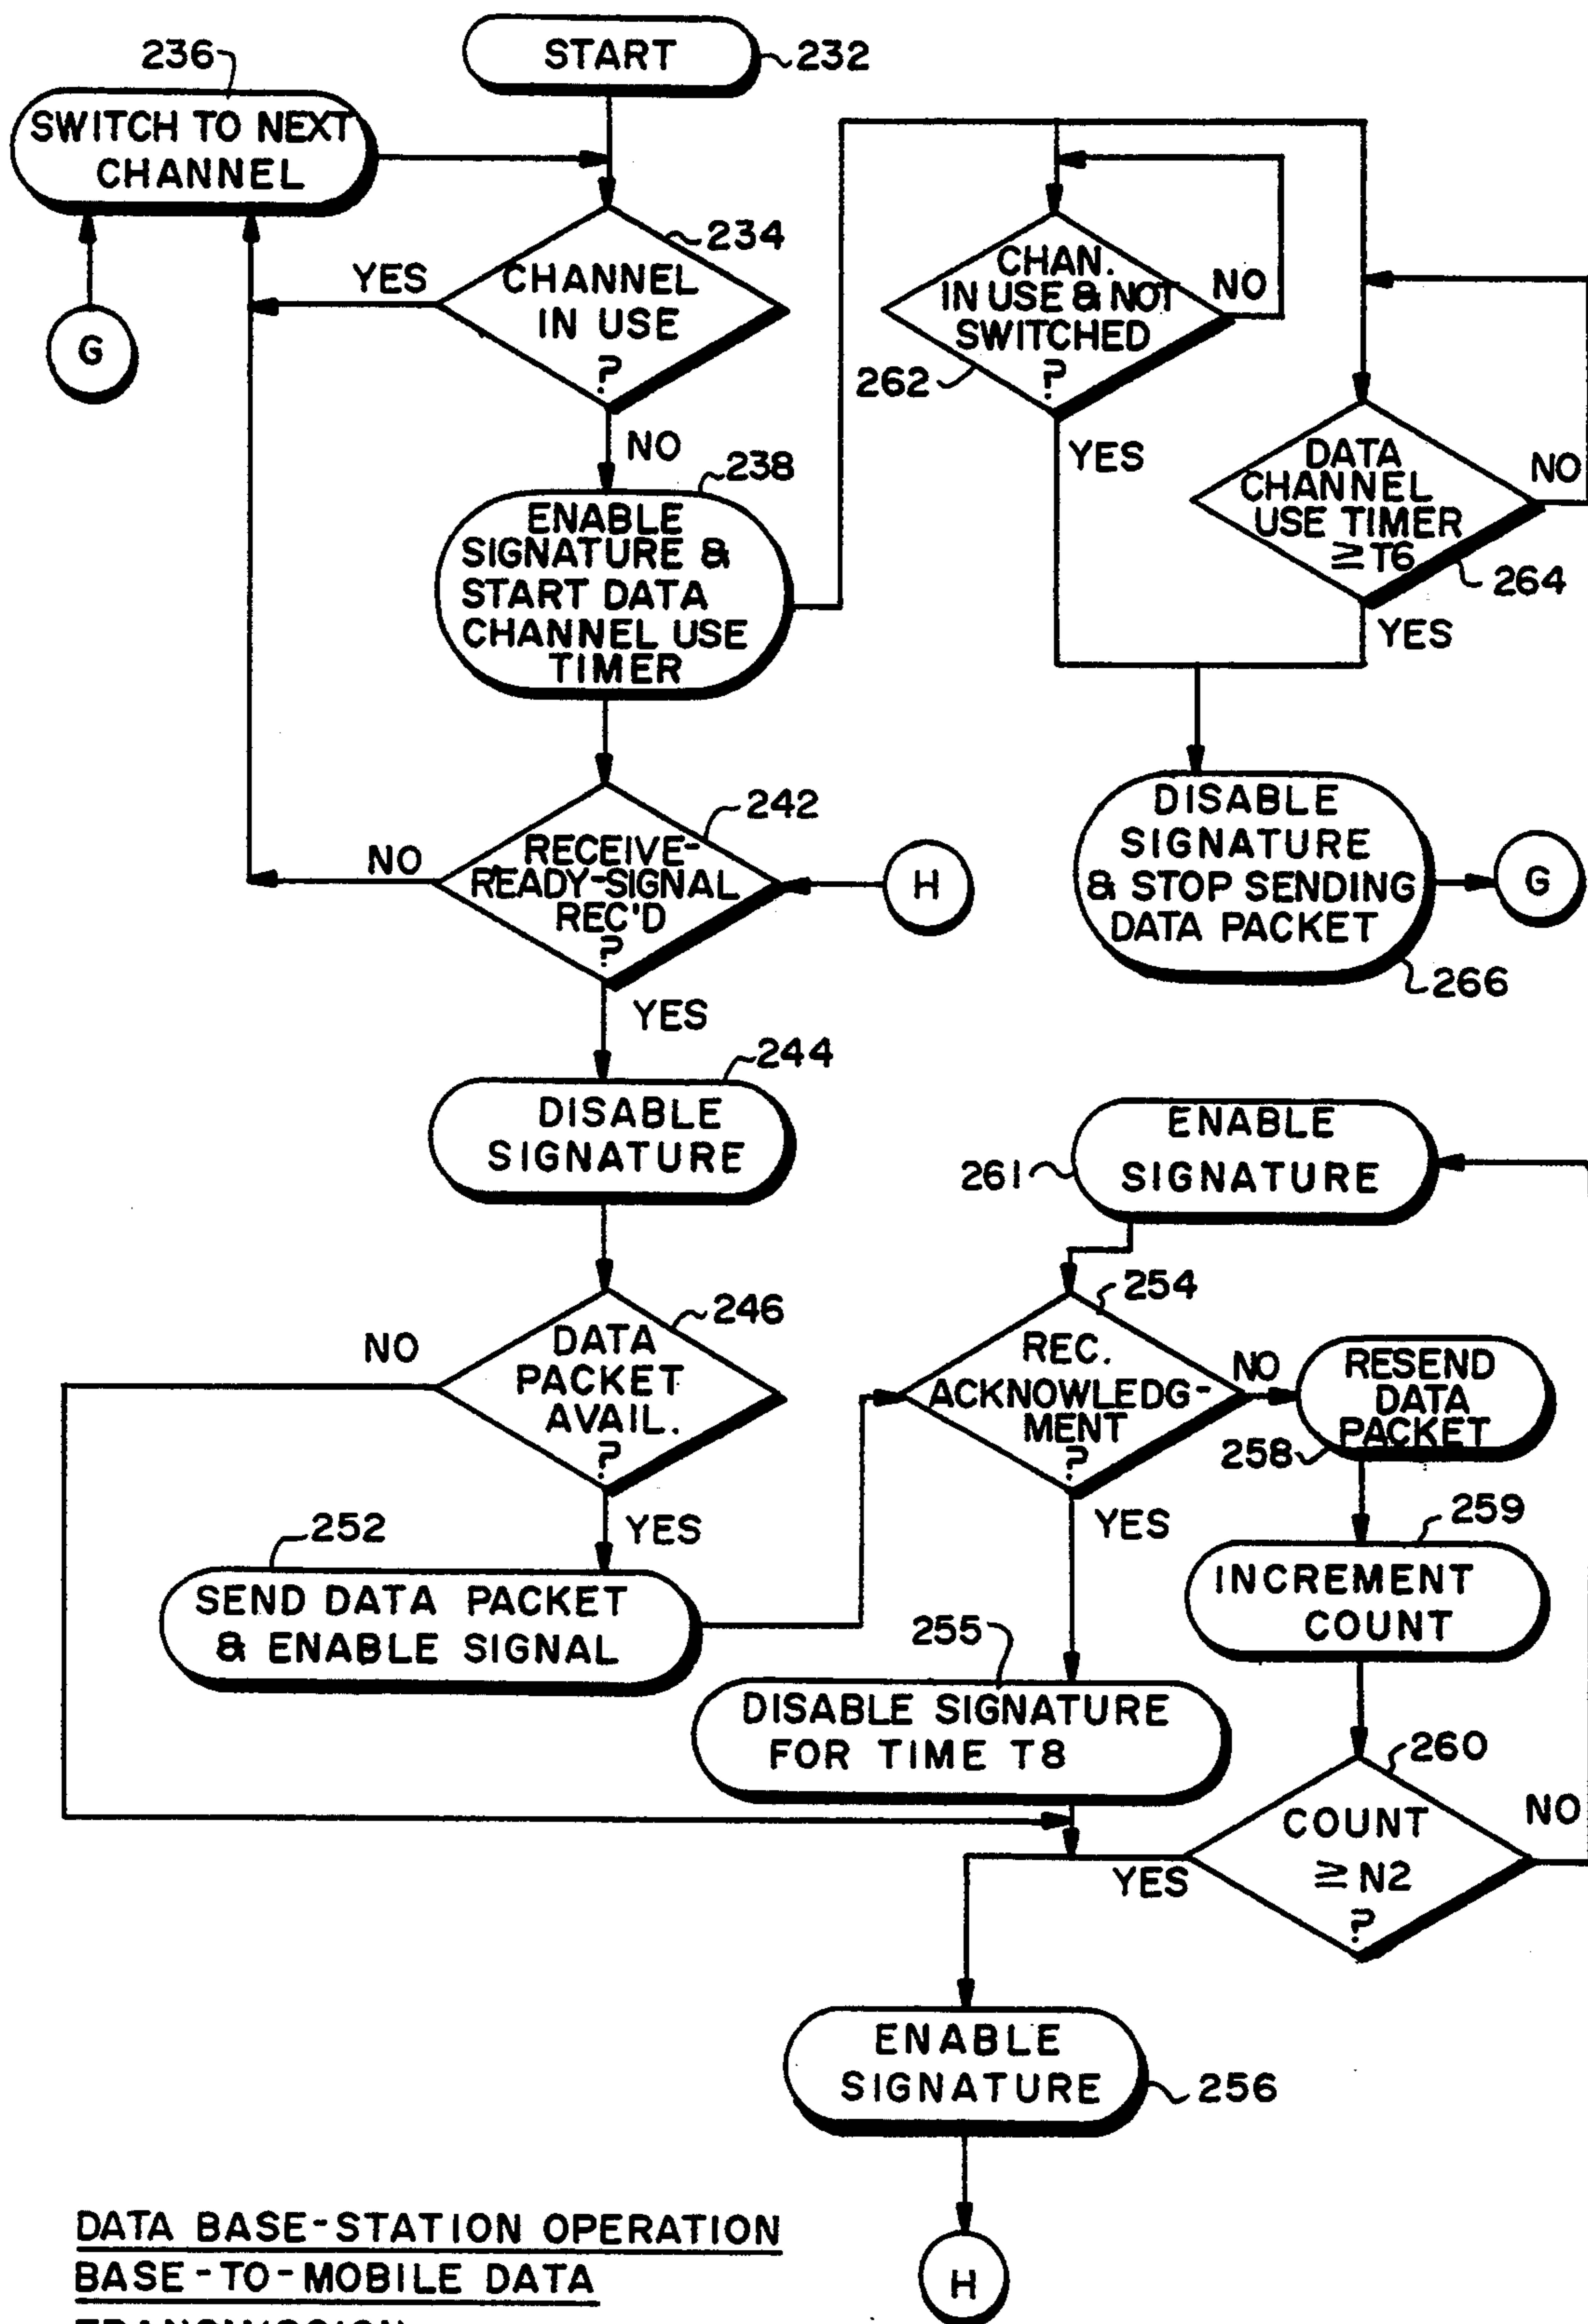 START
232
236
SWITCH TO NEXT
CHANNEL
G
234
YES
CHANNEL
IN USE
?
NO
238
ENABLE
SIGNATURE &
START DATA
CHANNEL USE
TIMER
CHAN.
IN USE & NOT
SWITCHED
?
NO
262
YES
DATA
CHANNEL
USE TIMER
≥ T6
NO
264
YES
242
NO
RECEIVE-
READY-SIGNAL
REC'D
?
H
YES
DISABLE
SIGNATURE
& STOP SENDING
DATA PACKET
G
266
244
DISABLE
SIGNATURE
ENABLE
SIGNATURE
261
246
NO
DATA
PACKET
AVAIL.
?
YES
254
REC.
ACKNOWLEDG-
MENT
?
NO
YES
RESEND
DATA
PACKET
258
252
SEND DATA PACKET
& ENABLE SIGNAL
259
INCREMENT
COUNT
255
DISABLE SIGNATURE
FOR TIME T8
260
COUNT
≥ N2
?
NO
YES
ENABLE
SIGNATURE
256
H
DATA BASE-STATION OPERATION
BASE-TO-MOBILE DATA
TRANSMISSION